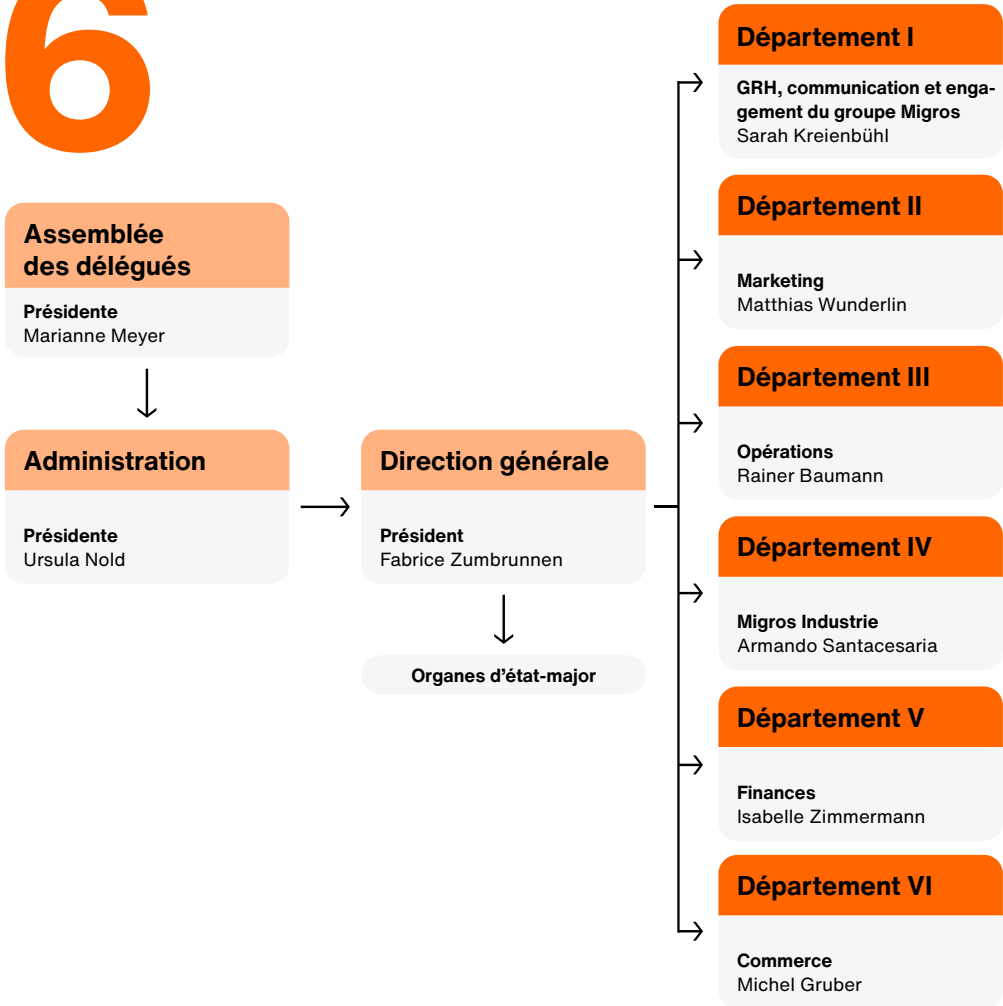 6
Assemblée
des délégués
Présidente
Marianne Meyer
Administration
Présidente
Ursula Nold
Direction générale
Président
Fabrice Zumbrunnen
Organes d’état-major
Département I
GRH, communication et enga-
gement du groupe Migros
Sarah Kreienbühl
Département II
Marketing
Matthias Wunderlin
Département III
Opérations
Rainer Baumann
Département IV
Migros Industrie
Armando Santacesaria
Département V
Finances
Isabelle Zimmermann
Département VI
Commerce
Michel Gruber